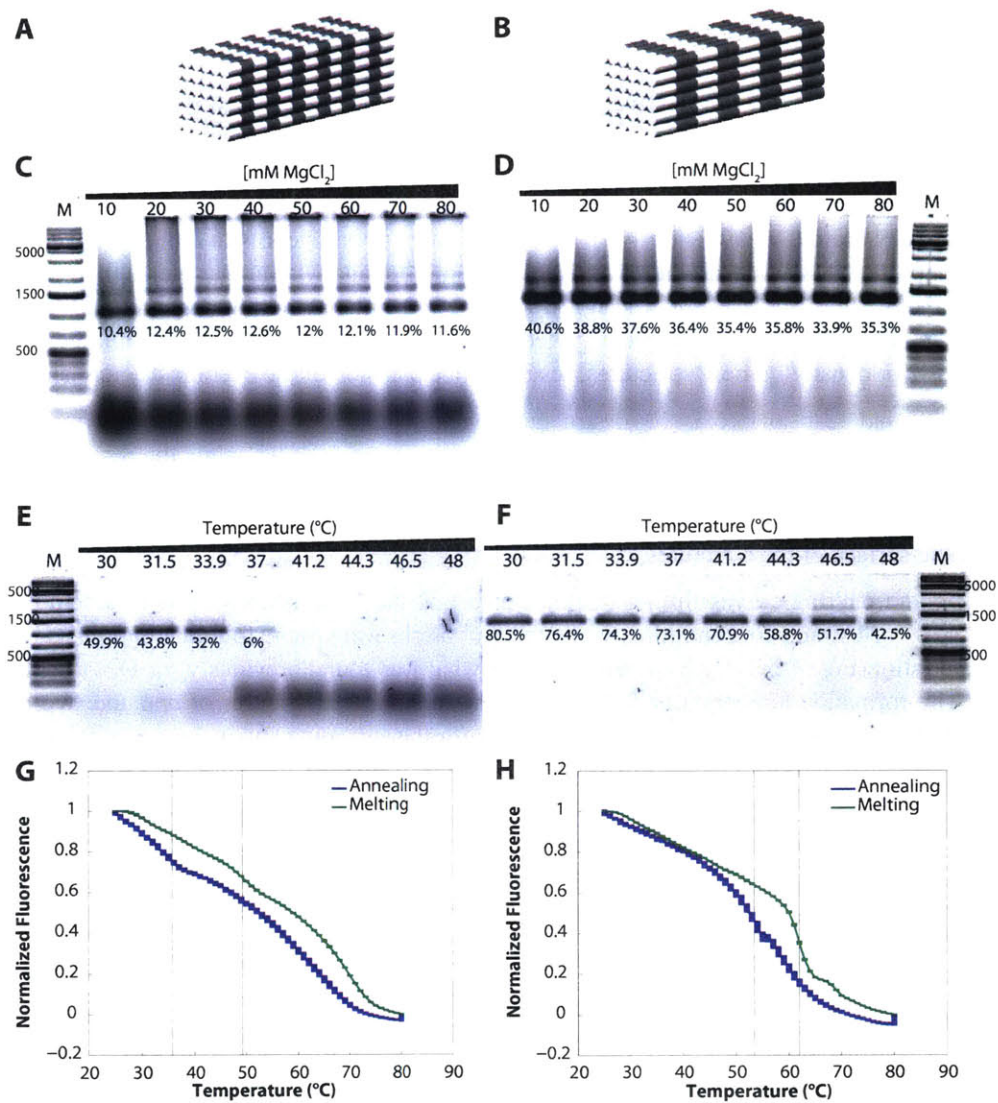 A
B
C
[mM MgCl2]
M
10 20 30 40 50 60 70 80
5000
1500
500
10.4% 12.4% 12.5% 12.6% 12% 12.1% 11.9% 11.6%
D
[mM MgCl2]
10 20 30 40 50 60 70 80
M
40.6% 38.8% 37.6% 36.4% 35.4% 35.8% 33.9% 35.3%
E
Temperature (°C)
M
30 31.5 33.9 37 41.2 44.3 46.5 48
5000
1500
500
49.9% 43.8% 32% 6%
F
Temperature (°C)
30 31.5 33.9 37 41.2 44.3 46.5 48
M
5000
1500
500
80.5% 76.4% 74.3% 73.1% 70.9% 58.8% 51.7% 42.5%
G
Annealing
Melting
Normalized Fluorescence
1.2
1
0.8
0.6
0.4
0.2
0
−0.2
20 30 40 50 60 70 80 90
Temperature (°C)
H
Annealing
Melting
Normalized Fluorescence
1.2
1
0.8
0.6
0.4
0.2
0
−0.2
20 30 40 50 60 70 80 90
Temperature (°C)